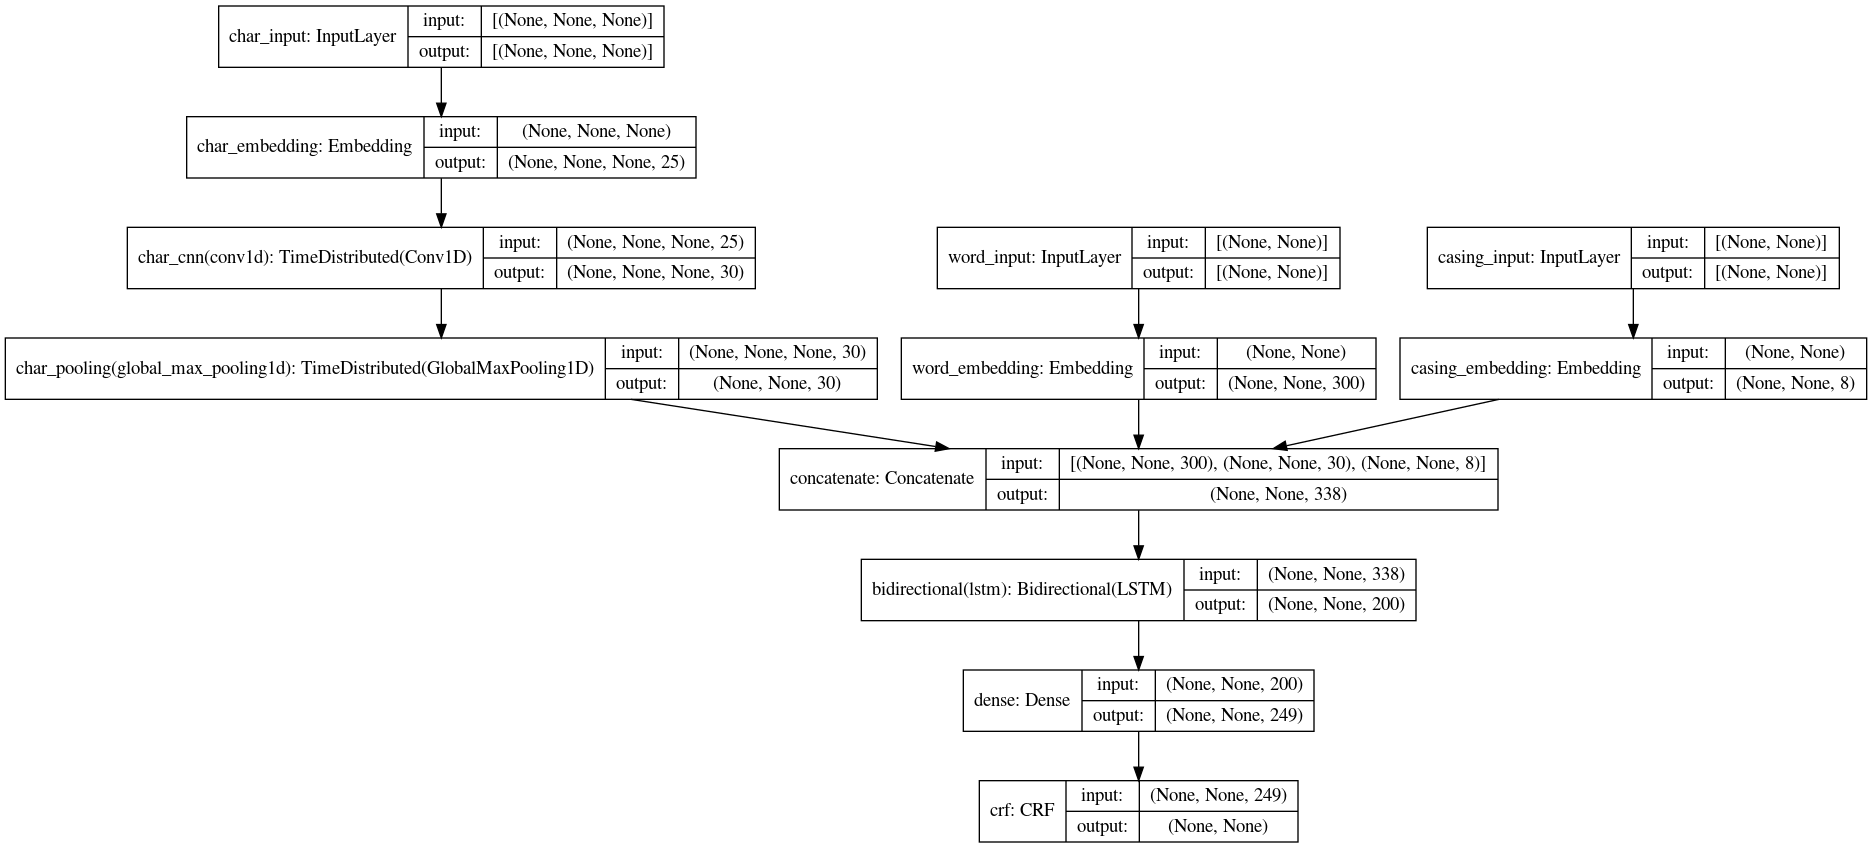 char_input: InputLayer
input:
[(None, None, None)]
output:
[(None, None, None)]
char_embedding: Embedding
input:
(None, None, None)
output:
(None, None, None, 25)
char_cnn(conv1d): TimeDistributed(Conv1D)
input:
(None, None, None, 25)
output:
(None, None, None, 30)
word_input: InputLayer
input:
[(None, None)]
output:
[(None, None)]
casing_input: InputLayer
input:
[(None, None)]
output:
[(None, None)]
char_pooling(global_max_pooling1d): TimeDistributed(GlobalMaxPooling1D)
input:
(None, None, None, 30)
output:
(None, None, 30)
word_embedding: Embedding
input:
(None, None)
output:
(None, None, 300)
casing_embedding: Embedding
input:
(None, None)
output:
(None, None, 8)
concatenate: Concatenate
input:
[(None, None, 300), (None, None, 30), (None, None, 8)]
output:
(None, None, 338)
bidirectional(lstm): Bidirectional(LSTM)
input:
(None, None, 338)
output:
(None, None, 200)
dense: Dense
input:
(None, None, 200)
output:
(None, None, 249)
crf: CRF
input:
(None, None, 249)
output:
(None, None)